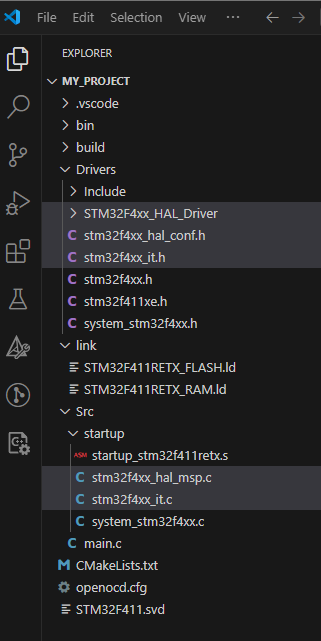 File Edit Selection View ···
EXPLORER
MY_PROJECT
.vscode
bin
build
Drivers
Include
STM32F4xx_HAL_Driver
stm32f4xx_hal_conf.h
stm32f4xx_it.h
stm32f4xx.h
stm32f411xe.h
system_stm32f4xx.h
link
STM32F411RETX_FLASH.ld
STM32F411RETX_RAM.ld
Src
startup
ASM startup_stm32f411retx.s
C stm32f4xx_hal_msp.c
C stm32f4xx_it.c
C system_stm32f4xx.c
C main.c
M CMakeLists.txt
openocd.cfg
STM32F411.svd